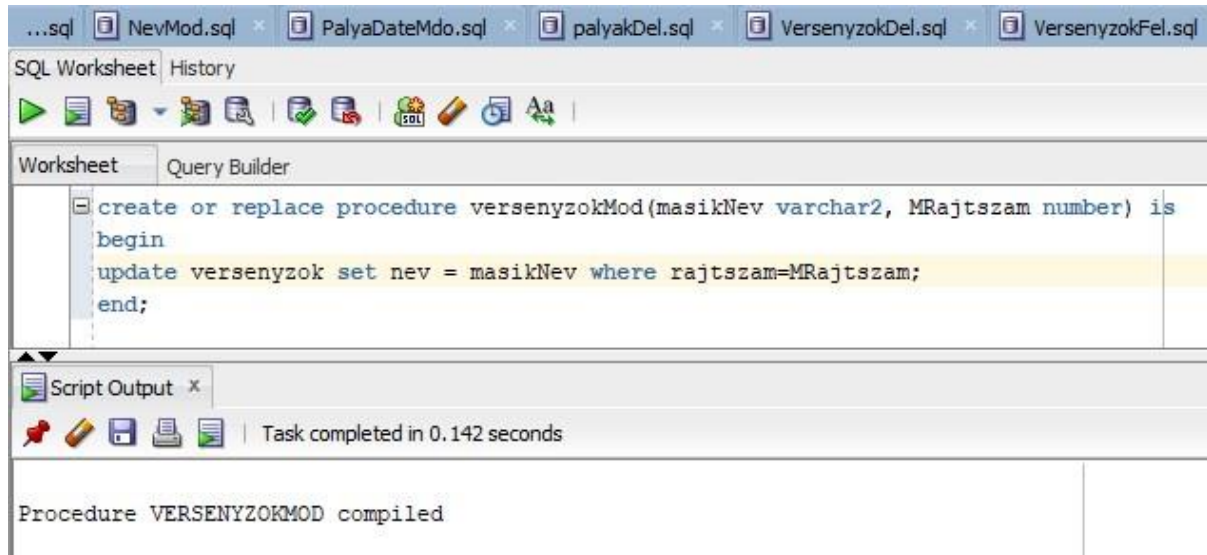 ...sql NevMod.sql PalyaDateMdo.sql palyakDel.sql VersenyzokDel.sql VersenyzokFel.sql
SQL Worksheet History
Worksheet Query Builder
create or replace procedure versenyzokMod(masikNev varchar2, MRajtszam number) is
begin
update versenyzok set nev = masikNev where rajtszam=MRajtszam;
end;
Script Output x
Task completed in 0.142 seconds
Procedure VERSENYZOKMOD compiled